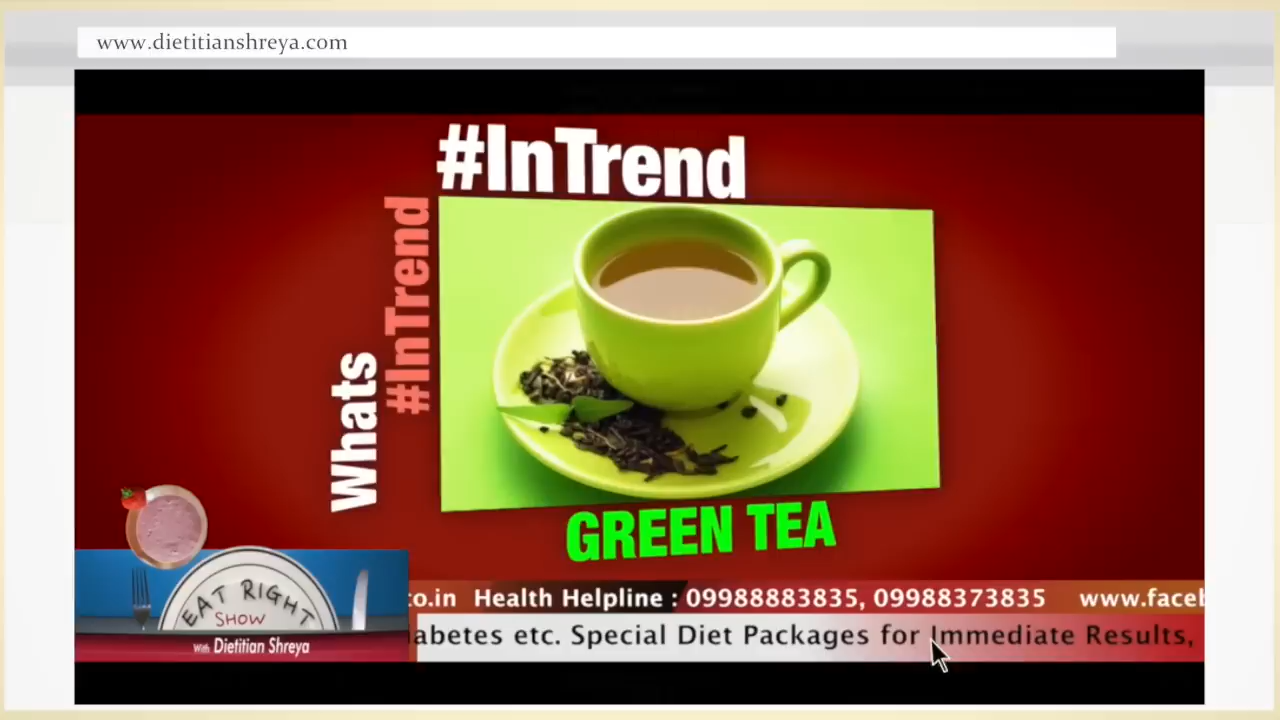 www.dietitianshreya.com
#InTrend
#InTrend
Whats
GREEN TEA
EAT RIGHT
SHOW
With Dietitian Shreya
co.in Health Helpline : 09988883835, 09988373835 www.faceb
abetes etc. Special Diet Packages for Immediate Results,